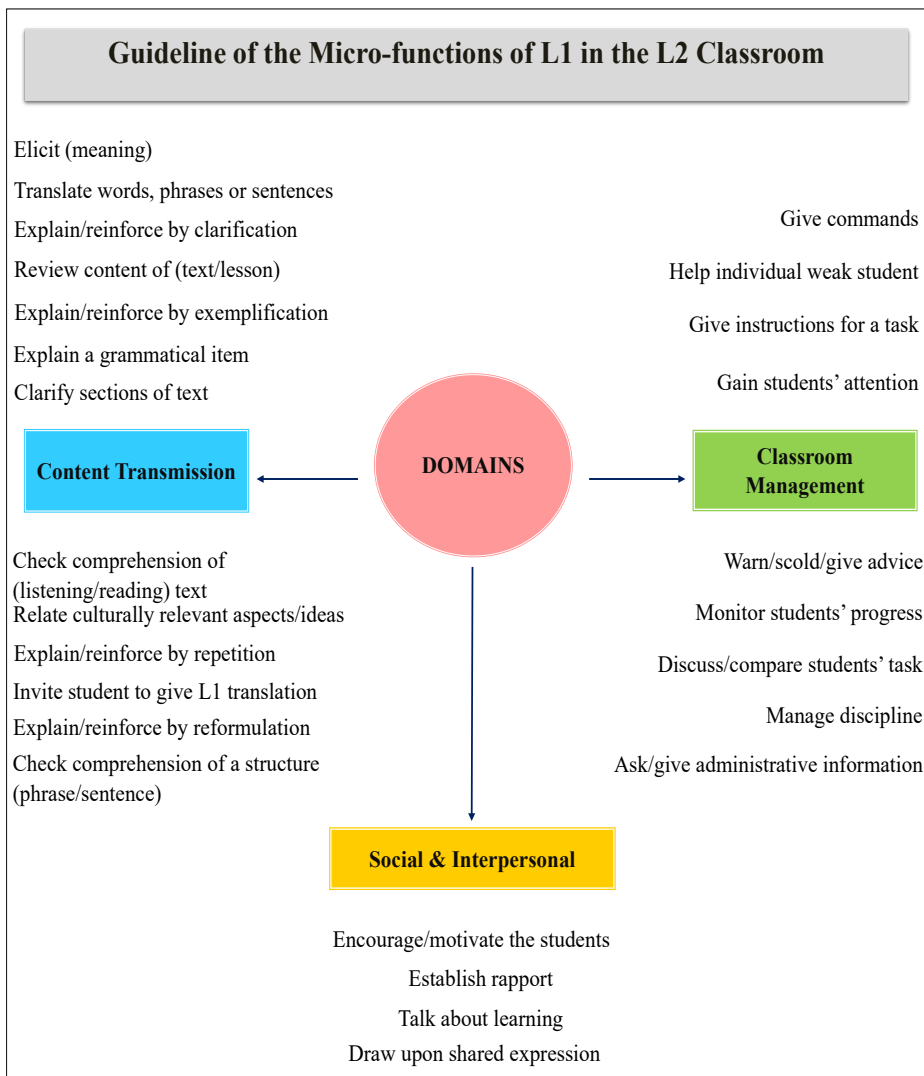 Guideline of the Micro-functions of L1 in the L2 Classroom
Elicit (meaning)
Translate words, phrases or sentences
Explain/reinforce by clarification
Review content of (text/lesson)
Explain/reinforce by exemplification
Explain a grammatical item
Clarify sections of text
Content Transmission
Check comprehension of
(listening/reading) text
Relate culturally relevant aspects/ideas
Explain/reinforce by repetition
Invite student to give L1 translation
Explain/reinforce by reformulation
Check comprehension of a structure
(phrase/sentence)
DOMAINS
Give commands
Help individual weak student
Give instructions for a task
Gain students’ attention
Classroom
Management
Warn/scold/give advice
Monitor students’ progress
Discuss/compare students’ task
Manage discipline
Ask/give administrative information
Social & Interpersonal
Encourage/motivate the students
Establish rapport
Talk about learning
Draw upon shared expression